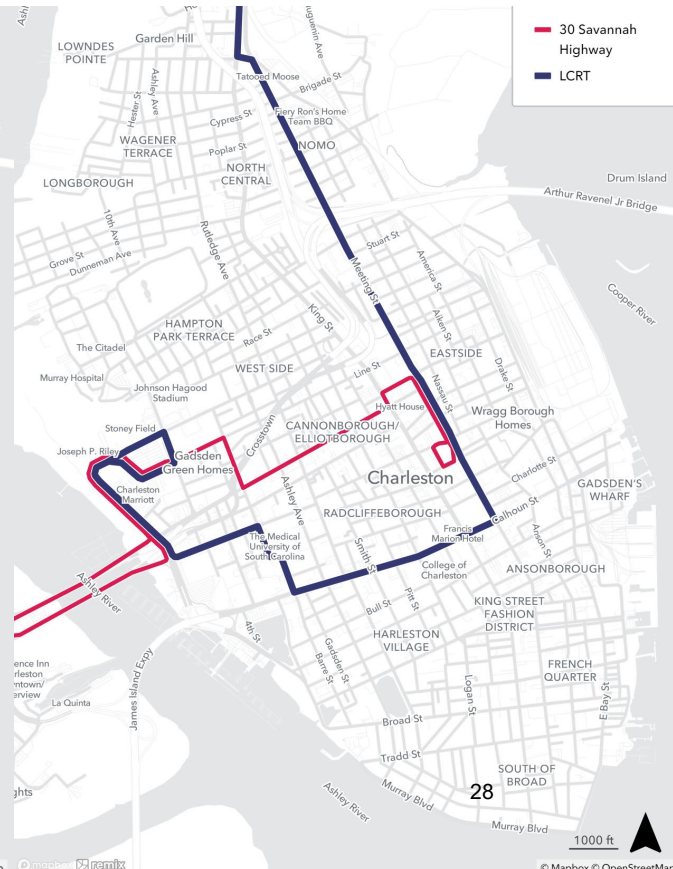 30 Savannah
Highway
LCRT
Garden Hill
LOWNDES
POINTE
Ashley Ave
Hester St
Tatooed Moose
Brigade St
Cypress St
Fiery Ron's Home
Team BBQ
WAGENER
TERRACE
NOMO
Poplar St
NORTH
CENTRAL
LONGBOROUGH
Drum Island
Arthur Ravenel Jr Bridge
10th Ave
Rutledge Ave
Grove St
Dunneman Ave
Stuart St
America St
Meeting St
Cooper River
King St
Aiken St
HAMPTON
PARK TERRACE
Race St
The Citadel
EASTSIDE
WEST SIDE
Line St
Drake St
Murray Hospital
Johnson Hagood
Stadium
Nassau St
Hyatt House
Wragg Borough
Homes
Stoney Field
Crosstown
CANNONBOROUGH/
ELLIOTBOROUGH
Joseph P. Riley
Gadsden
Green Homes
Charleston
Charlotte St
Charleston
Marriott
Ashley Ave
GADSDEN'S
WHARF
Calhoun St
RADCLIFFEBOROUGH
Francis
Marion Hotel
Anson St
The Medical
University of
South Carolina
Smith St
College of
Charleston
ANSONBOROUGH
Ashley River
Pitt St
Bull St
KING STREET
FASHION
DISTRICT
4th St
HARLESTON
VILLAGE
Gadsden St
Barre St
FRENCH
QUARTER
James Island Expy
La Quinta
Logan St
E Bay St
Broad St
Tradd St
SOUTH OF
BROAD
28
Ashley River
Murray Blvd
Murray Blvd
1000 ft
mapbox remix
© Mapbox © OpenStreetMap